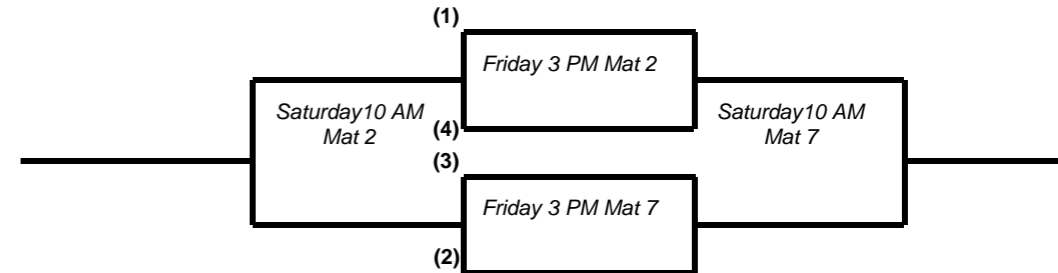 (1)
Friday 3 PM Mat 2
Saturday10 AM
Mat 2
(4)
Saturday10 AM
Mat 7
(3)
Friday 3 PM Mat 7
(2)